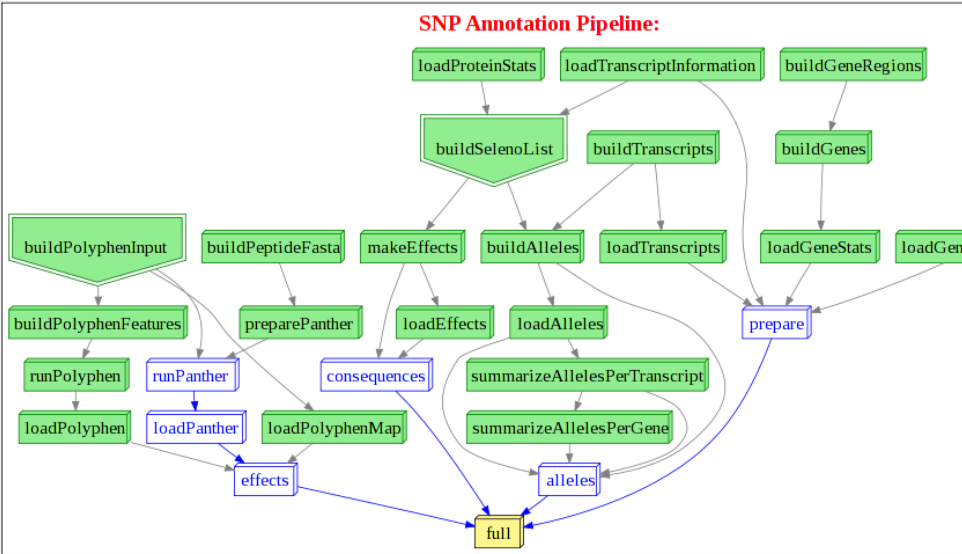 SNP Annotation Pipeline:
loadProteinStats
loadTranscriptInformation
buildGeneRegions
buildSelenoList
buildTranscripts
buildGenes
buildPolyphenInput
buildPeptideFasta
makeEffects
buildAlleles
loadTranscripts
loadGeneStats
loadGen
buildPolyphenFeatures
preparePanther
loadEffects
loadAlleles
prepare
runPolyphen
runPanther
consequences
summarizeAllelesPerTranscript
loadPolyphen
loadPanther
loadPolyphenMap
summarizeAllelesPerGene
effects
alleles
full